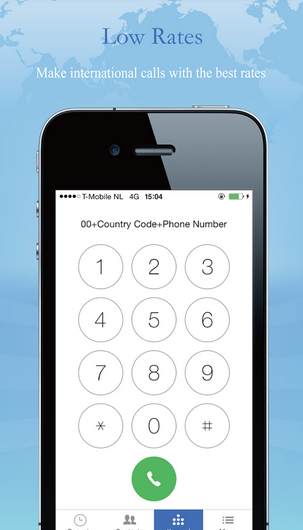 Low Rates
Make international calls with the best rates
T-Mobile NL 4G 15:04
00+Country Code+Phone Number
1 2 3
4 5 6
7 8 9
* 0 #